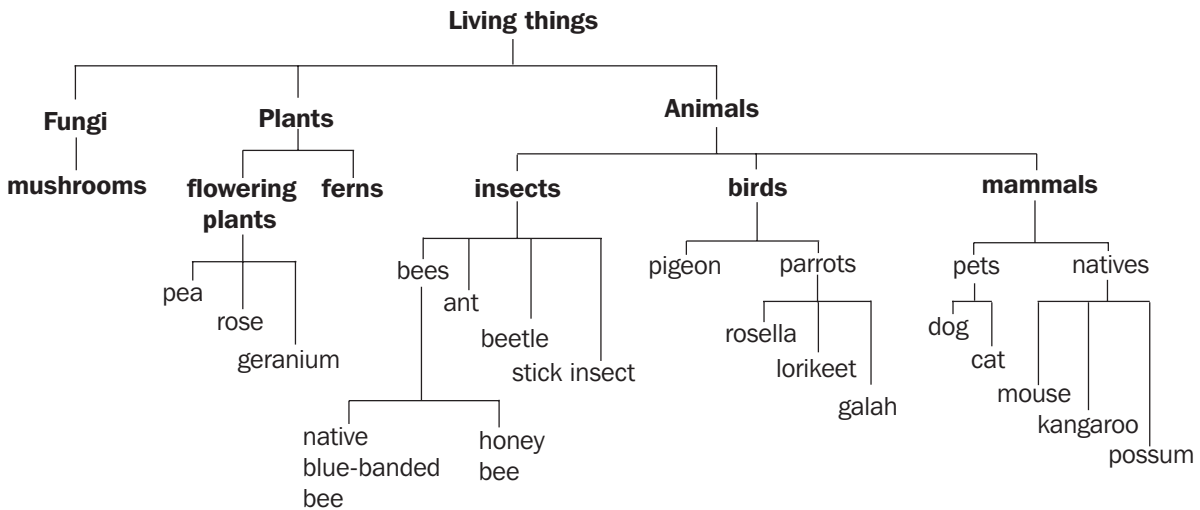 Living things
Fungi
Plants
Animals
mushrooms
flowering
plants
ferns
insects
birds
mammals
pea
rose
geranium
bees
ant
beetle
stick insect
native
blue-banded
bee
honey
bee
pigeon
parrots
rosella
lorikeet
galah
pets
natives
dog
cat
mouse
kangaroo
possum